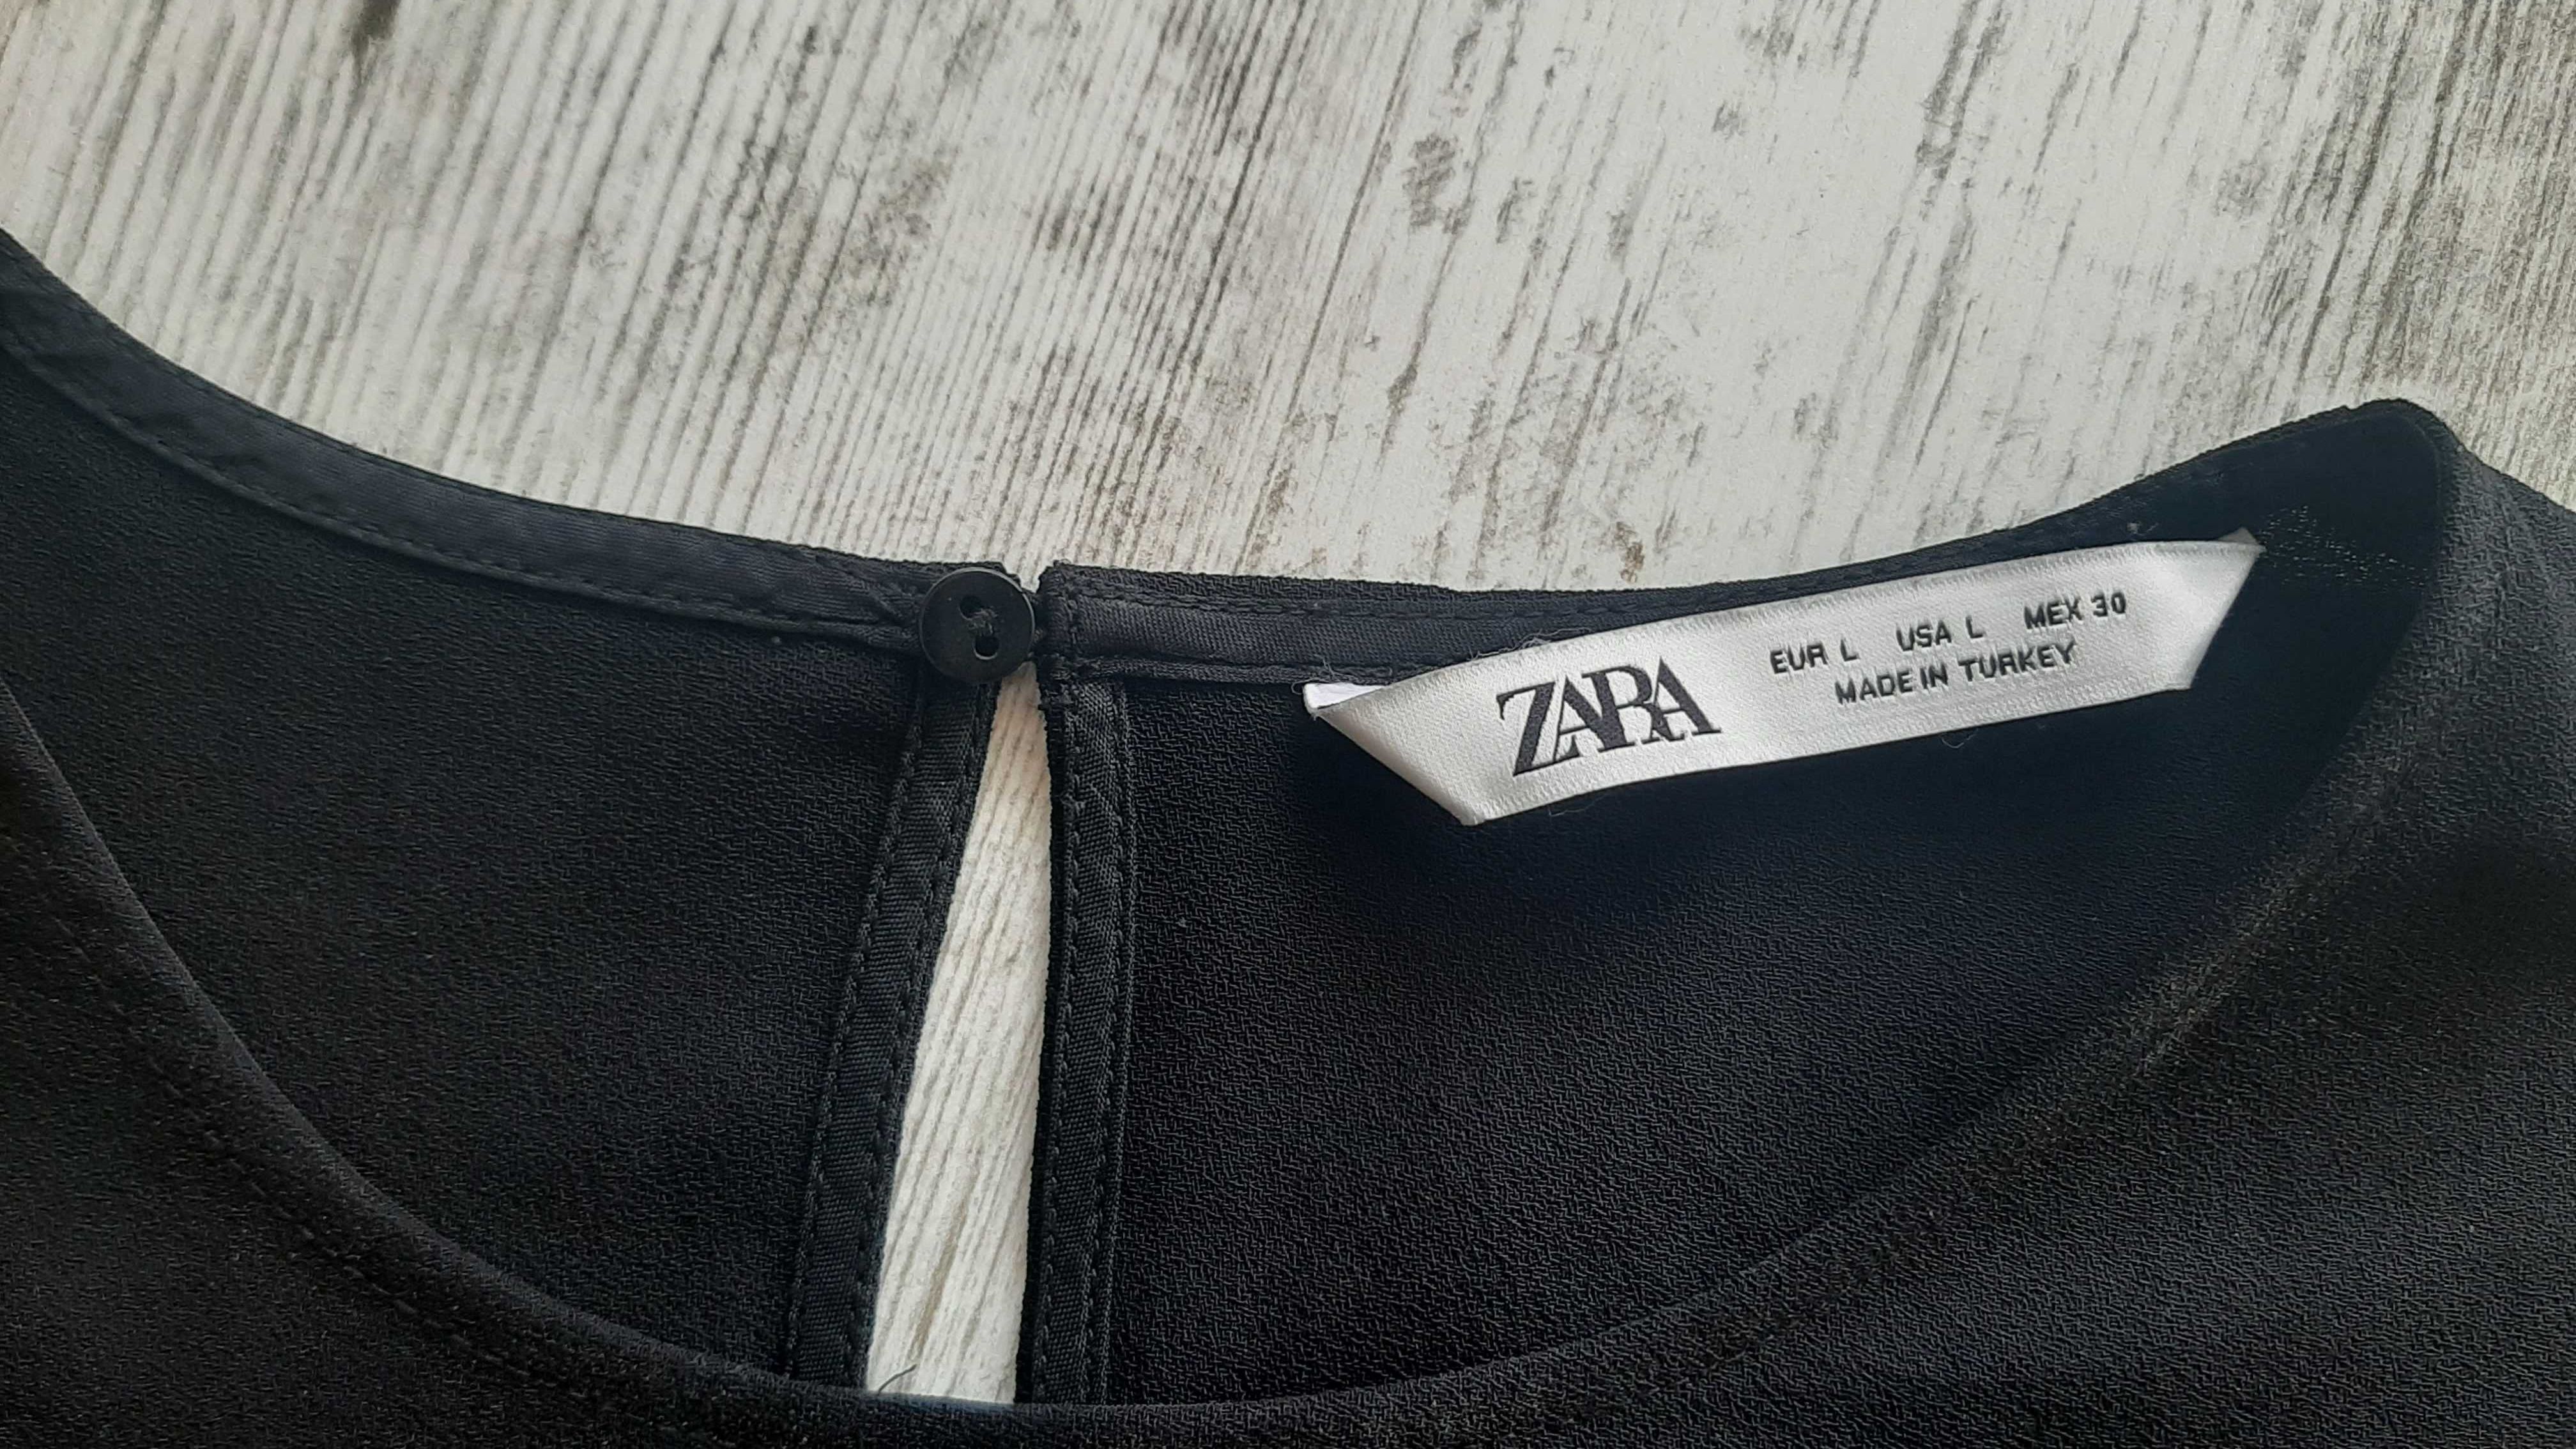 ZARA
EUR L USA L MEX 30
MADE IN TURKEY